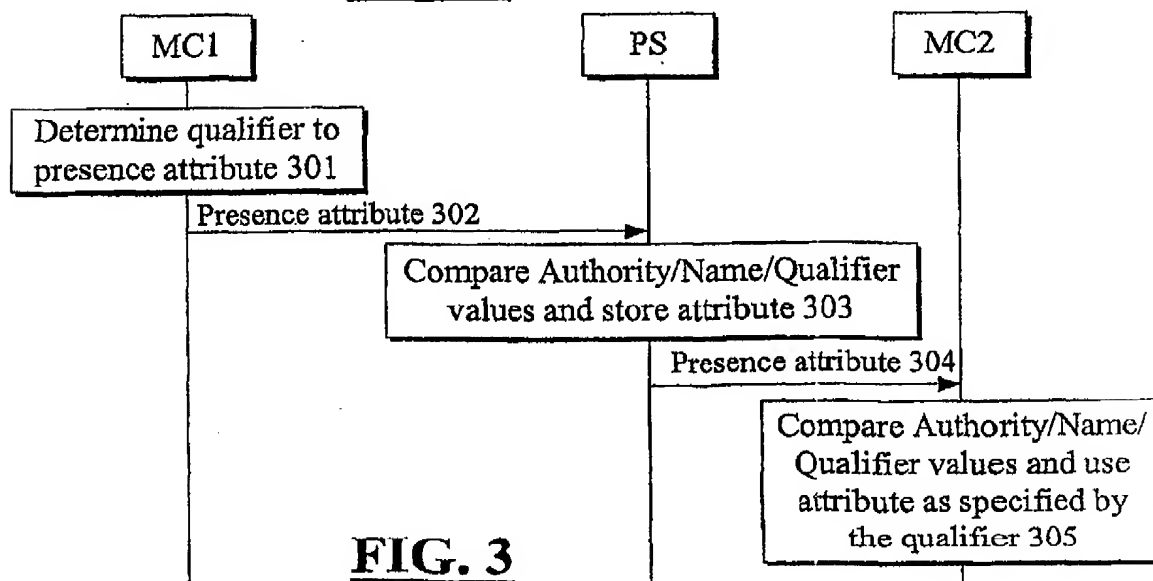 MC1
PS
MC2
Determine qualifier to
presence attribute 301
Presence attribute 302
Compare Authority/Name/Qualifier
values and store attribute 303
Presence attribute 304
Compare Authority/Name/
Qualifier values and use
attribute as specified by
the qualifier 305
FIG. 3